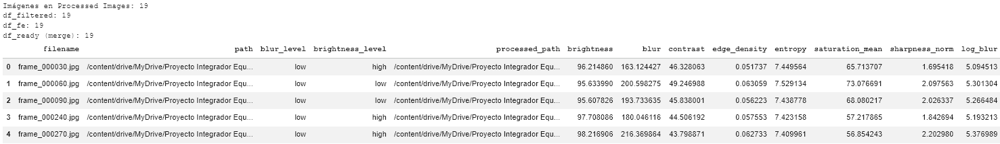 Imágenes en Processed Images: 19
df_filtered: 19
df_fe: 19
df_ready (merge): 19
filename path blur_level brightness_level processed_path brightness blur contrast edge_density entropy saturation_mean sharpness_norm log_blur
0 frame_000030.jpg /content/drive/MyDrive/Proyecto Integrador Equ... low high /content/drive/MyDrive/Proyecto Integrador Equ... 96.214860 163.124427 46.328063 0.051737 7.449564 65.713707 1.695418 5.094513
1 frame_000060.jpg /content/drive/MyDrive/Proyecto Integrador Equ... low low /content/drive/MyDrive/Proyecto Integrador Equ... 95.633990 200.598275 49.246988 0.063059 7.529134 73.076691 2.097563 5.301304
2 frame_000090.jpg /content/drive/MyDrive/Proyecto Integrador Equ... low low /content/drive/MyDrive/Proyecto Integrador Equ... 95.607826 193.733635 45.838001 0.056223 7.438778 68.080217 2.026337 5.266484
3 frame_000240.jpg /content/drive/MyDrive/Proyecto Integrador Equ... low high /content/drive/MyDrive/Proyecto Integrador Equ... 97.708086 180.046116 44.506192 0.057553 7.423158 57.217865 1.842694 5.193213
4 frame_000270.jpg /content/drive/MyDrive/Proyecto Integrador Equ... low high /content/drive/MyDrive/Proyecto Integrador Equ... 98.216906 216.369864 43.798871 0.062733 7.409961 56.854243 2.202980 5.376989